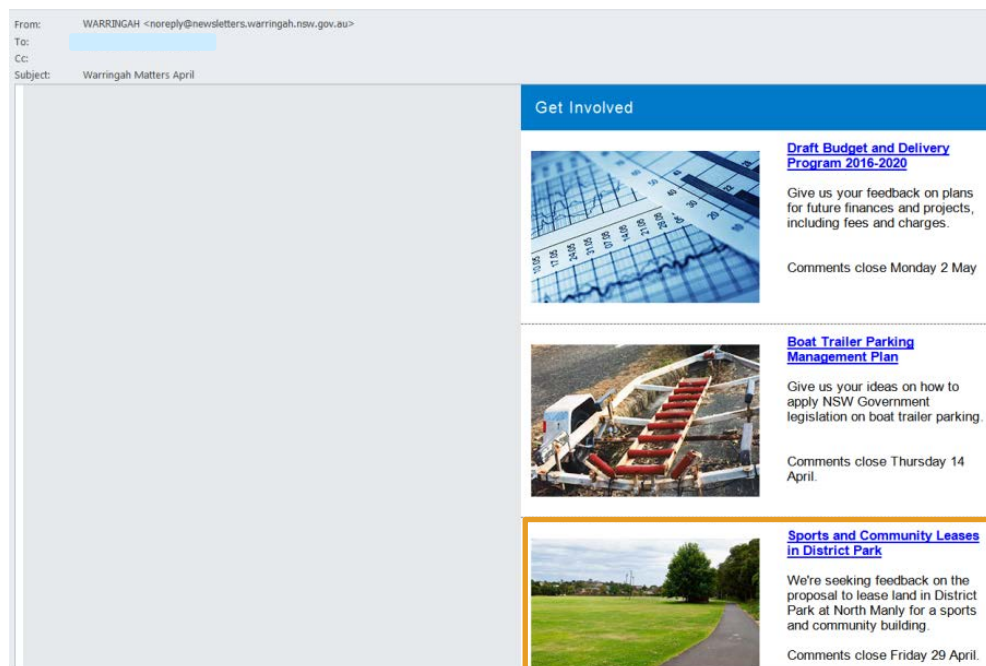 From: WARRINGAH <noreply@newsletters.warringah.nsw.gov.au>
To:
Cc:
Subject: Warringah Matters April
Get Involved
Draft Budget and Delivery
Program 2016-2020
Give us your feedback on plans
for future finances and projects,
including fees and charges.
Comments close Monday 2 May
Boat Trailer Parking
Management Plan
Give us your ideas on how to
apply NSW Government
legislation on boat trailer parking.
Comments close Thursday 14
April.
Sports and Community Leases
in District Park
We're seeking feedback on the
proposal to lease land in District
Park at North Manly for a sports
and community building.
Comments close Friday 29 April.